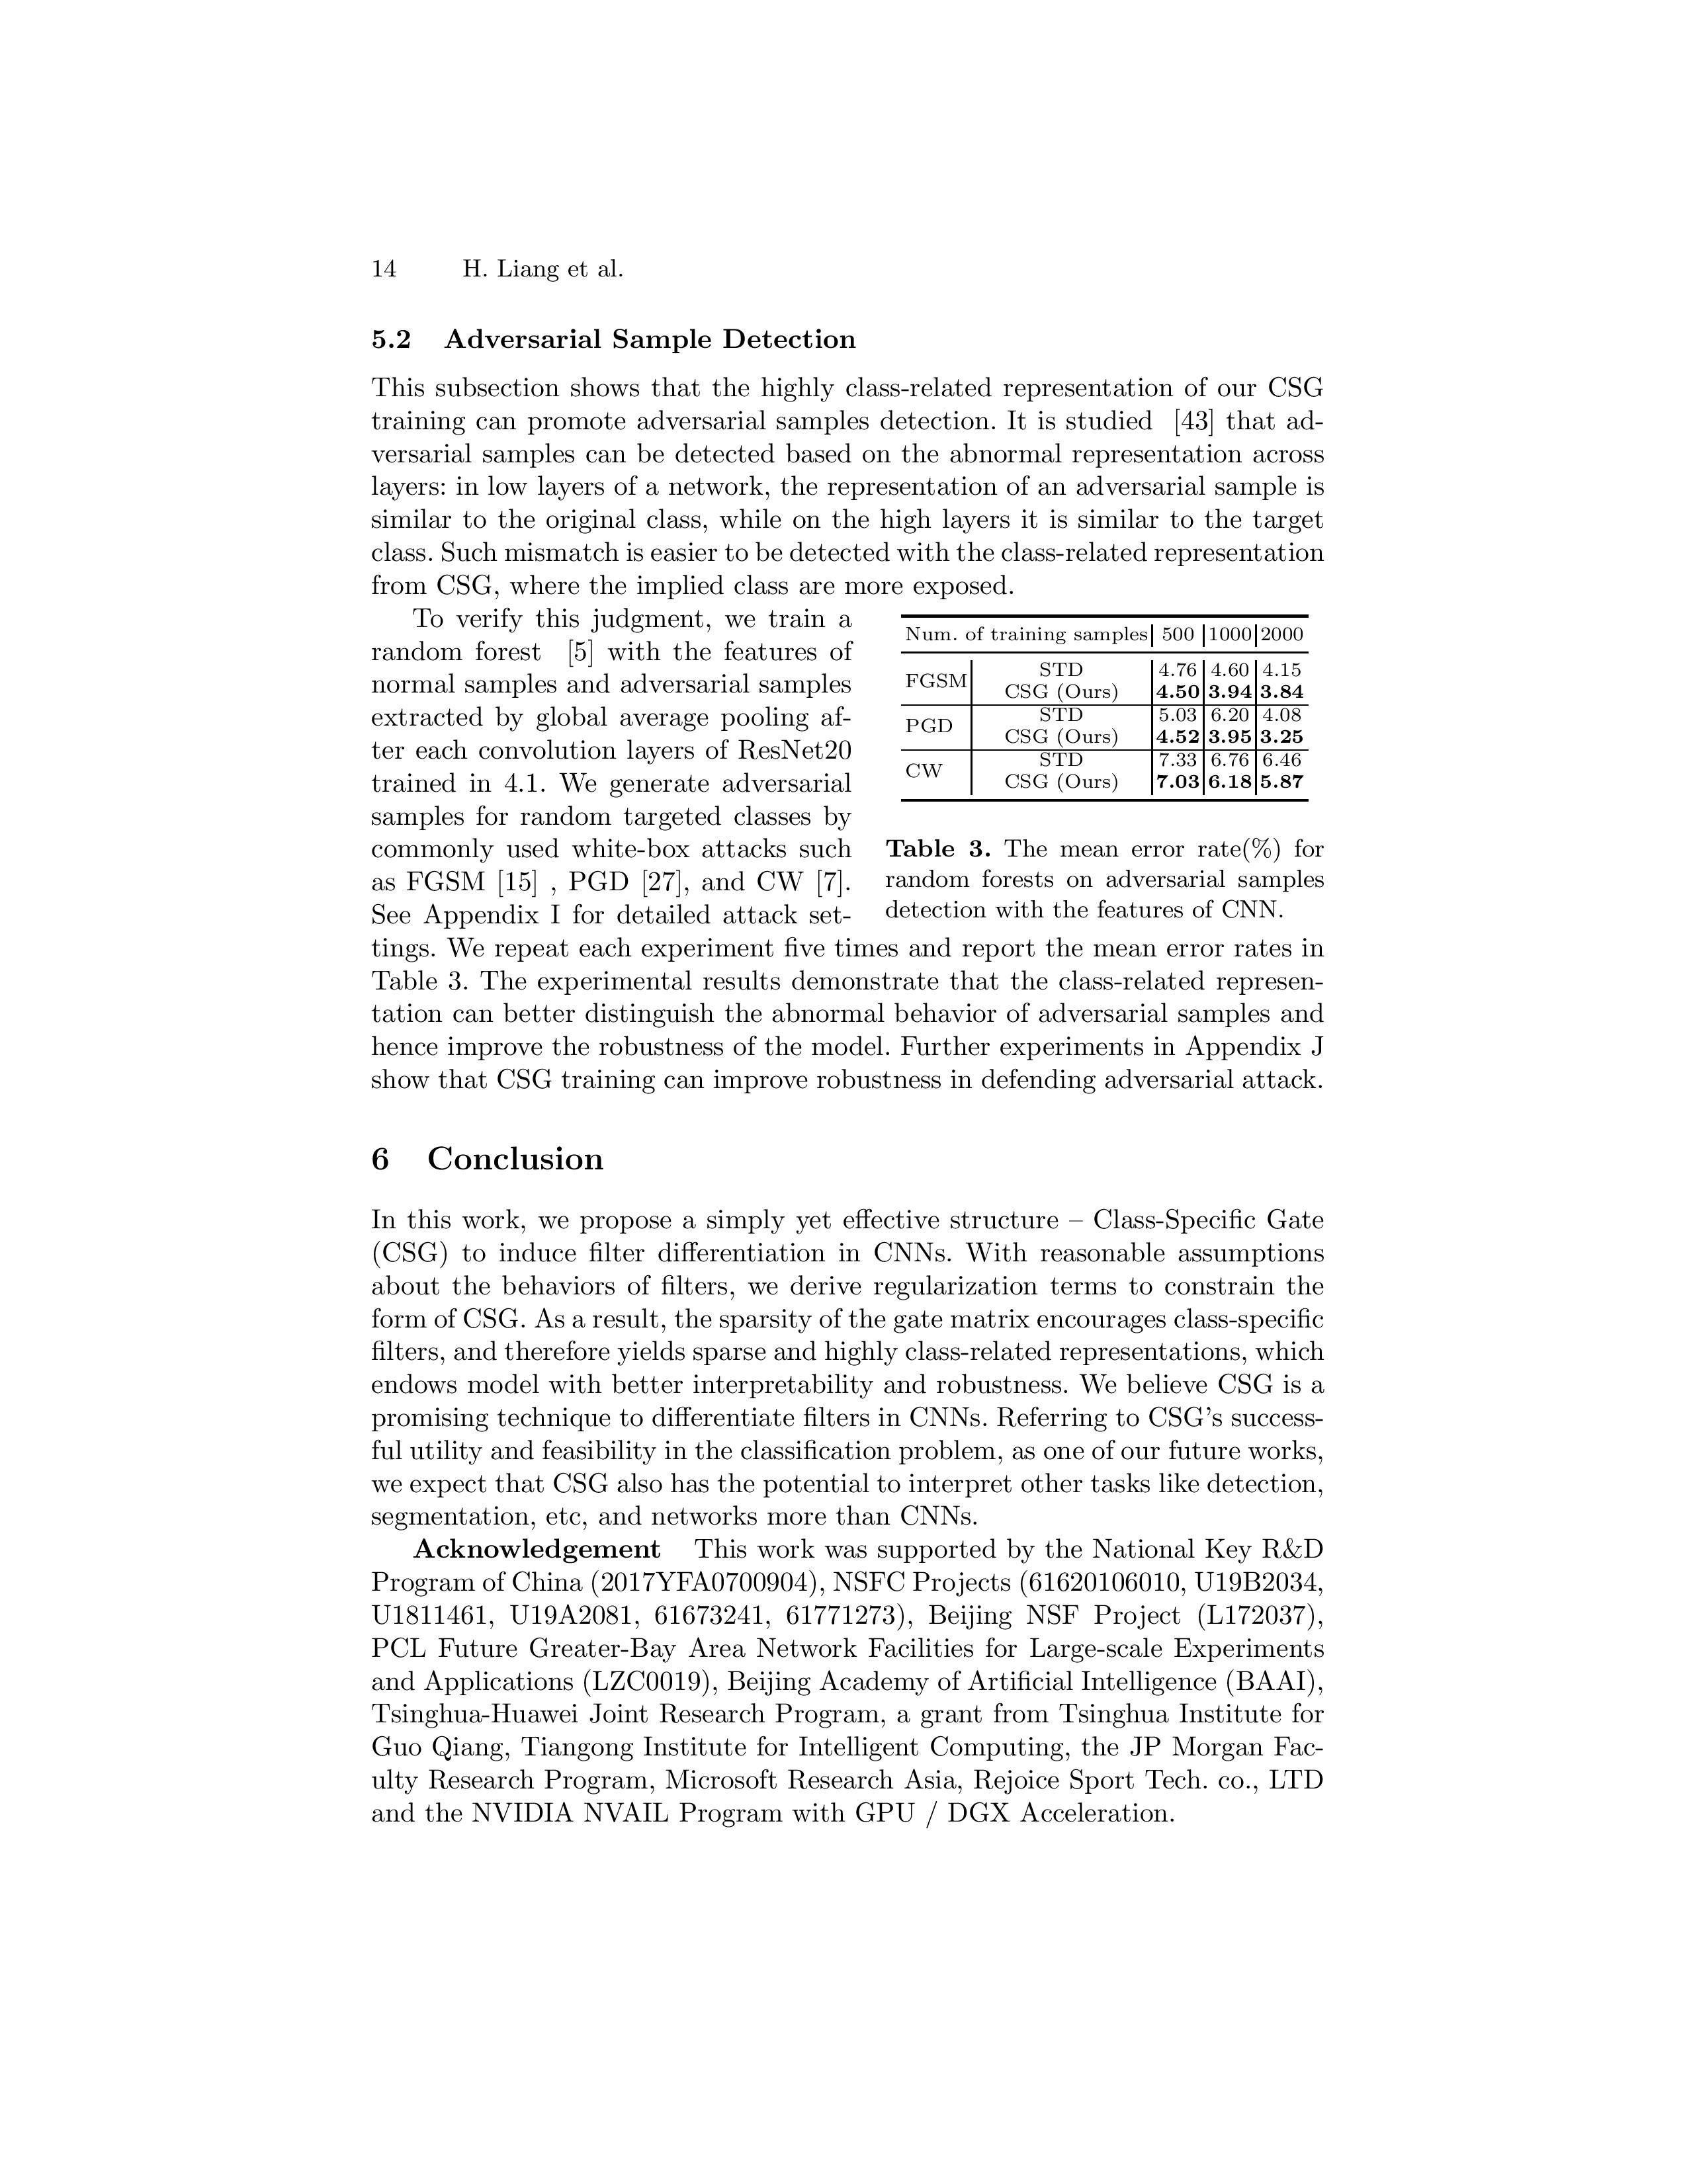 14 H. Liang et al.
5.2 Adversarial Sample Detection
This subsection shows that the highly class-related representation of our CSG
training can promote adversarial samples detection. It is studied [43] that ad-
versarial samples can be detected based on the abnormal representation across
layers: in low layers of a network, the representation of an adversarial sample is
similar to the original class, while on the high layers it is similar to the target
class. Such mismatch is easier to be detected with the class-related representation
from CSG, where the implied class are more exposed.
To verify this judgment, we train a
random forest [5] with the features of
normal samples and adversarial samples
extracted by global average pooling af-
ter each convolution layers of ResNet20
trained in 4.1. We generate adversarial
samples for random targeted classes by
commonly used white-box attacks such
as FGSM [15] , PGD [27], and CW [7].
See Appendix I for detailed attack set-
Num. of training samples 500 1000 2000
FGSM STD 4.76 4.60 4.15
CSG (Ours) 4.50 3.94 3.84
PGD STD 5.03 6.20 4.08
CSG (Ours) 4.52 3.95 3.25
CW STD 7.33 6.76 6.46
CSG (Ours) 7.03 6.18 5.87
Table 3. The mean error rate(%) for
random forests on adversarial samples
detection with the features of CNN.
tings. We repeat each experiment five times and report the mean error rates in
Table 3. The experimental results demonstrate that the class-related represen-
tation can better distinguish the abnormal behavior of adversarial samples and
hence improve the robustness of the model. Further experiments in Appendix J
show that CSG training can improve robustness in defending adversarial attack.
6 Conclusion
In this work, we propose a simply yet effective structure – Class-Specific Gate
(CSG) to induce filter differentiation in CNNs. With reasonable assumptions
about the behaviors of filters, we derive regularization terms to constrain the
form of CSG. As a result, the sparsity of the gate matrix encourages class-specific
filters, and therefore yields sparse and highly class-related representations, which
endows model with better interpretability and robustness. We believe CSG is a
promising technique to differentiate filters in CNNs. Referring to CSG's success-
ful utility and feasibility in the classification problem, as one of our future works,
we expect that CSG also has the potential to interpret other tasks like detection,
segmentation, etc, and networks more than CNNs.
Acknowledgement This work was supported by the National Key R&D
Program of China (2017YFA0700904), NSFC Projects (61620106010, U19B2034,
U1811461, U19A2081, 61673241, 61771273), Beijing NSF Project (L172037),
PCL Future Greater-Bay Area Network Facilities for Large-scale Experiments
and Applications (LZC0019), Beijing Academy of Artificial Intelligence (BAAI),
Tsinghua-Huawei Joint Research Program, a grant from Tsinghua Institute for
Guo Qiang, Tiangong Institute for Intelligent Computing, the JP Morgan Fac-
ulty Research Program, Microsoft Research Asia, Rejoice Sport Tech. co., LTD
and the NVIDIA NVAIL Program with GPU / DGX Acceleration.